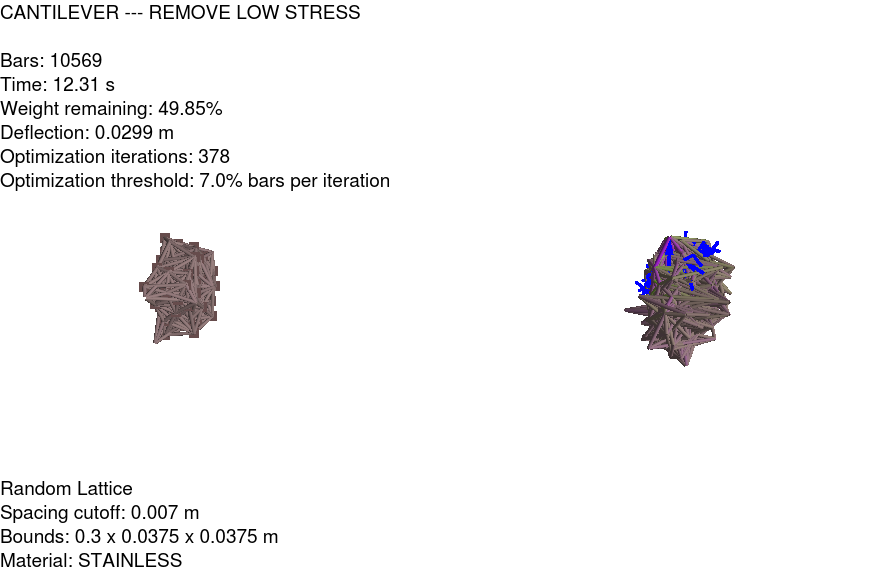 CANTILEVER --- REMOVE LOW STRESS
Bars: 10569
Time: 12.31 s
Weight remaining: 49.85%
Deflection: 0.0299 m
Optimization iterations: 378
Optimization threshold: 7.0% bars per iteration
Random Lattice
Spacing cutoff: 0.007 m
Bounds: 0.3 x 0.0375 x 0.0375 m
Material: STAINLESS